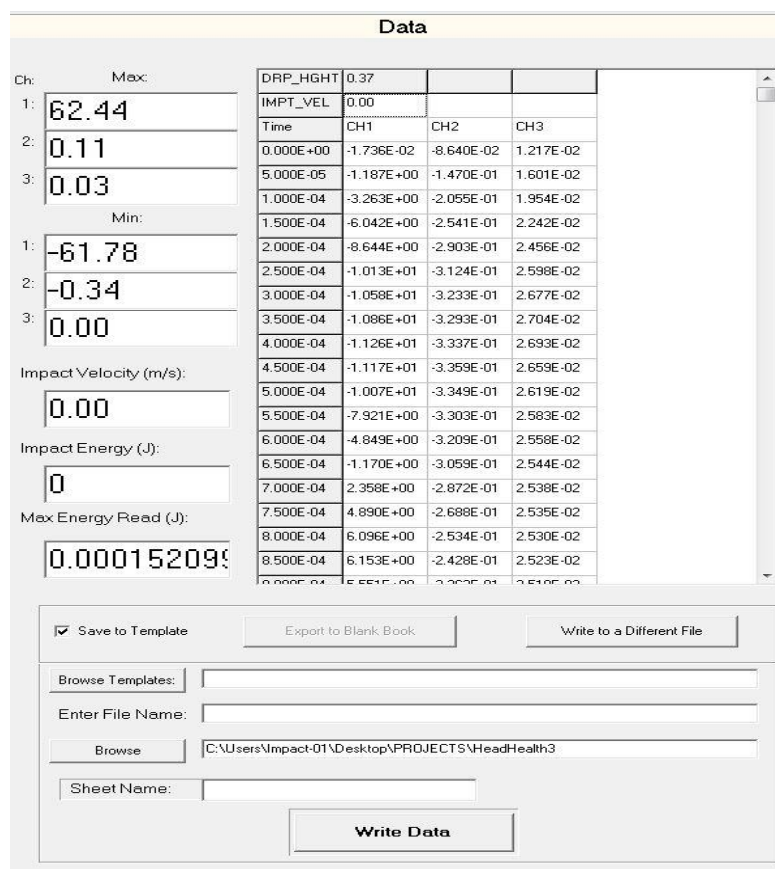 Data
Ch: Max:
1: 62.44
2: 0.11
3: 0.03
Min:
1: -61.78
2: -0.34
3: 0.00
Impact Velocity (m/s):
0.00
Impact Energy (J):
0
Max Energy Read (J):
0.000152099
DRP_HGHT 0.37
IMPT_VEL 0.00
Time CH1 CH2 CH3
0.000E+00 -1.736E-02 -8.640E-02 1.217E-02
5.000E-05 -1.187E+00 -1.470E-01 1.601E-02
1.000E-04 -3.263E+00 -2.055E-01 1.954E-02
1.500E-04 -6.042E+00 -2.541E-01 2.242E-02
2.000E-04 -8.644E+00 -2.903E-01 2.456E-02
2.500E-04 -1.013E+01 -3.124E-01 2.598E-02
3.000E-04 -1.058E+01 -3.233E-01 2.677E-02
3.500E-04 -1.086E+01 -3.293E-01 2.704E-02
4.000E-04 -1.126E+01 -3.337E-01 2.693E-02
4.500E-04 -1.117E+01 -3.359E-01 2.659E-02
5.000E-04 -1.007E+01 -3.349E-01 2.619E-02
5.500E-04 -7.921E+00 -3.303E-01 2.583E-02
6.000E-04 -4.849E+00 -3.209E-01 2.558E-02
6.500E-04 -1.170E+00 -3.059E-01 2.544E-02
7.000E-04 2.358E+00 -2.872E-01 2.538E-02
7.500E-04 4.890E+00 -2.688E-01 2.535E-02
8.000E-04 6.096E+00 -2.534E-01 2.530E-02
8.500E-04 6.153E+00 -2.428E-01 2.523E-02
Save to Template Export to Blank Book Write to a Different File
Browse Templates:
Enter File Name:
Browse C:\Users\Impact-01\Desktop\PROJECTS\HeadHealth3
Sheet Name:
Write Data